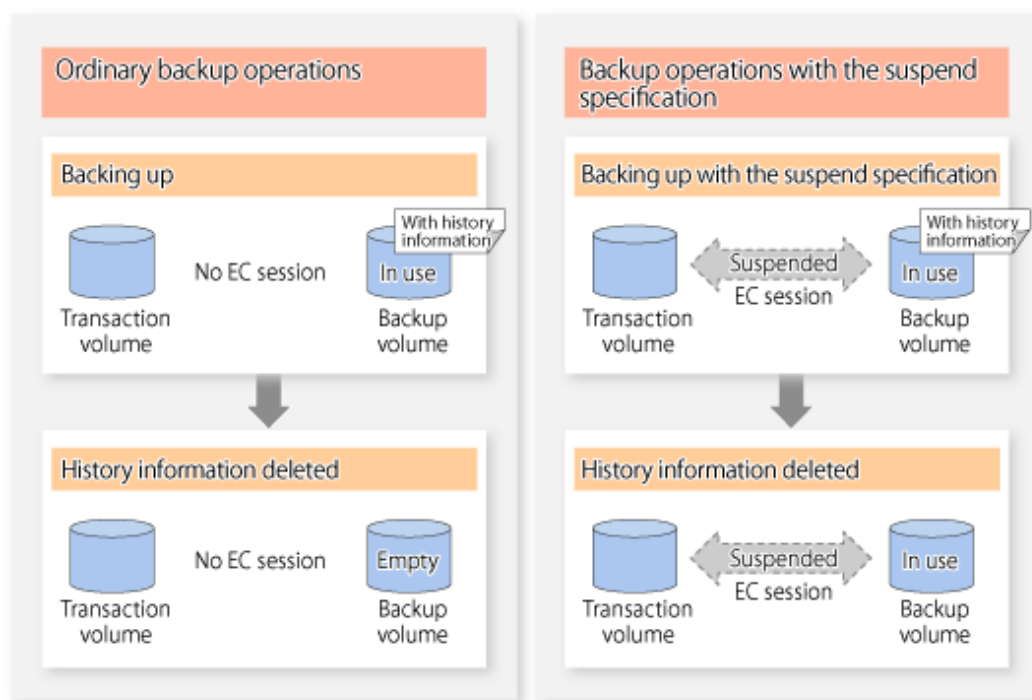 Ordinary backup operations
Backing up
With history
information
In use
No EC session
Transaction
volume
Backup
volume
History information deleted
No EC session
Empty
Transaction
volume
Backup
volume
Backup operations with the suspend
specification
Backing up with the suspend specification
With history
information
Suspended
In use
EC session
Transaction
volume
Backup
volume
History information deleted
Suspended
In use
EC session
Transaction
volume
Backup
volume